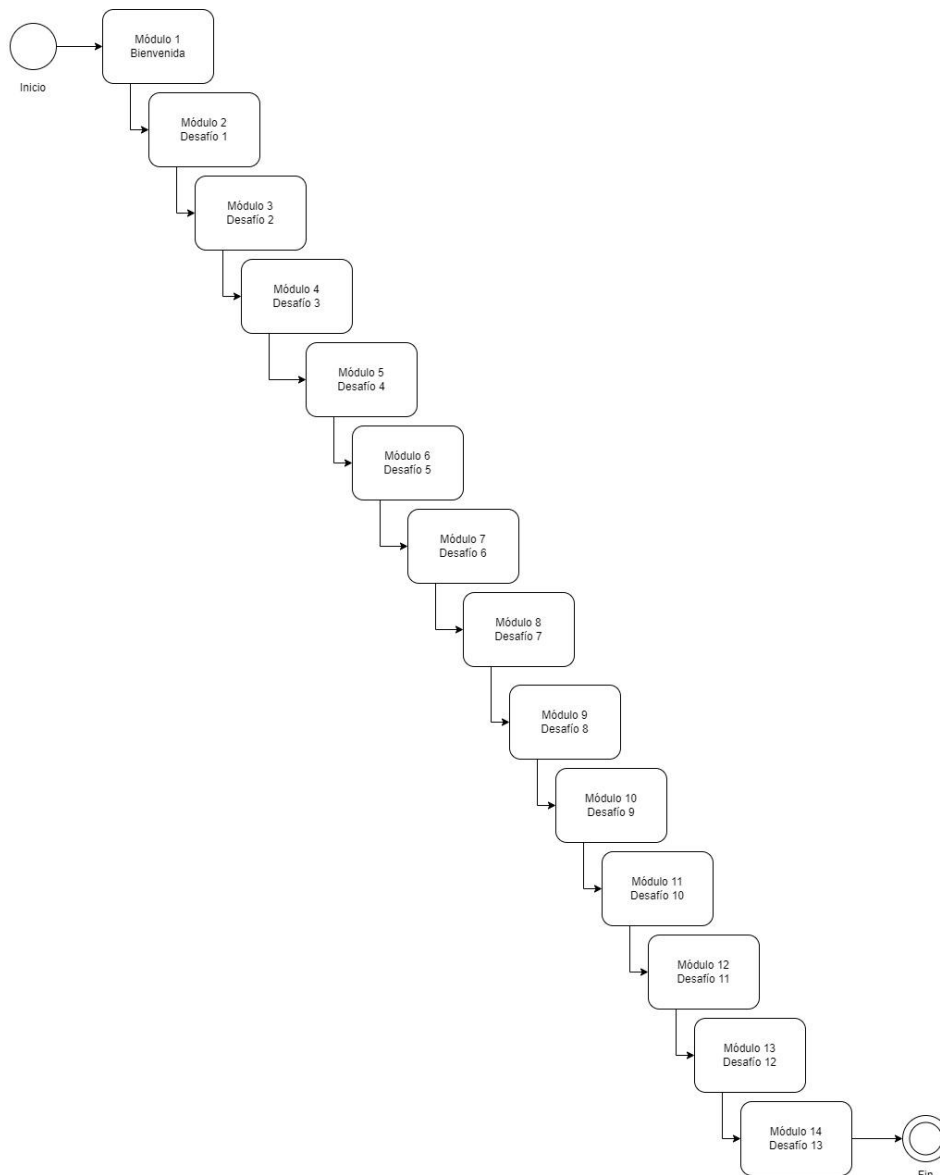 Módulo 1
Bienvenida
Inicio
Módulo 2
Desafío 1
Módulo 3
Desafío 2
Módulo 4
Desafío 3
Módulo 5
Desafío 4
Módulo 6
Desafío 5
Módulo 7
Desafío 6
Módulo 8
Desafío 7
Módulo 9
Desafío 8
Módulo 10
Desafío 9
Módulo 11
Desafío 10
Módulo 12
Desafío 11
Módulo 13
Desafío 12
Módulo 14
Desafío 13
Fin